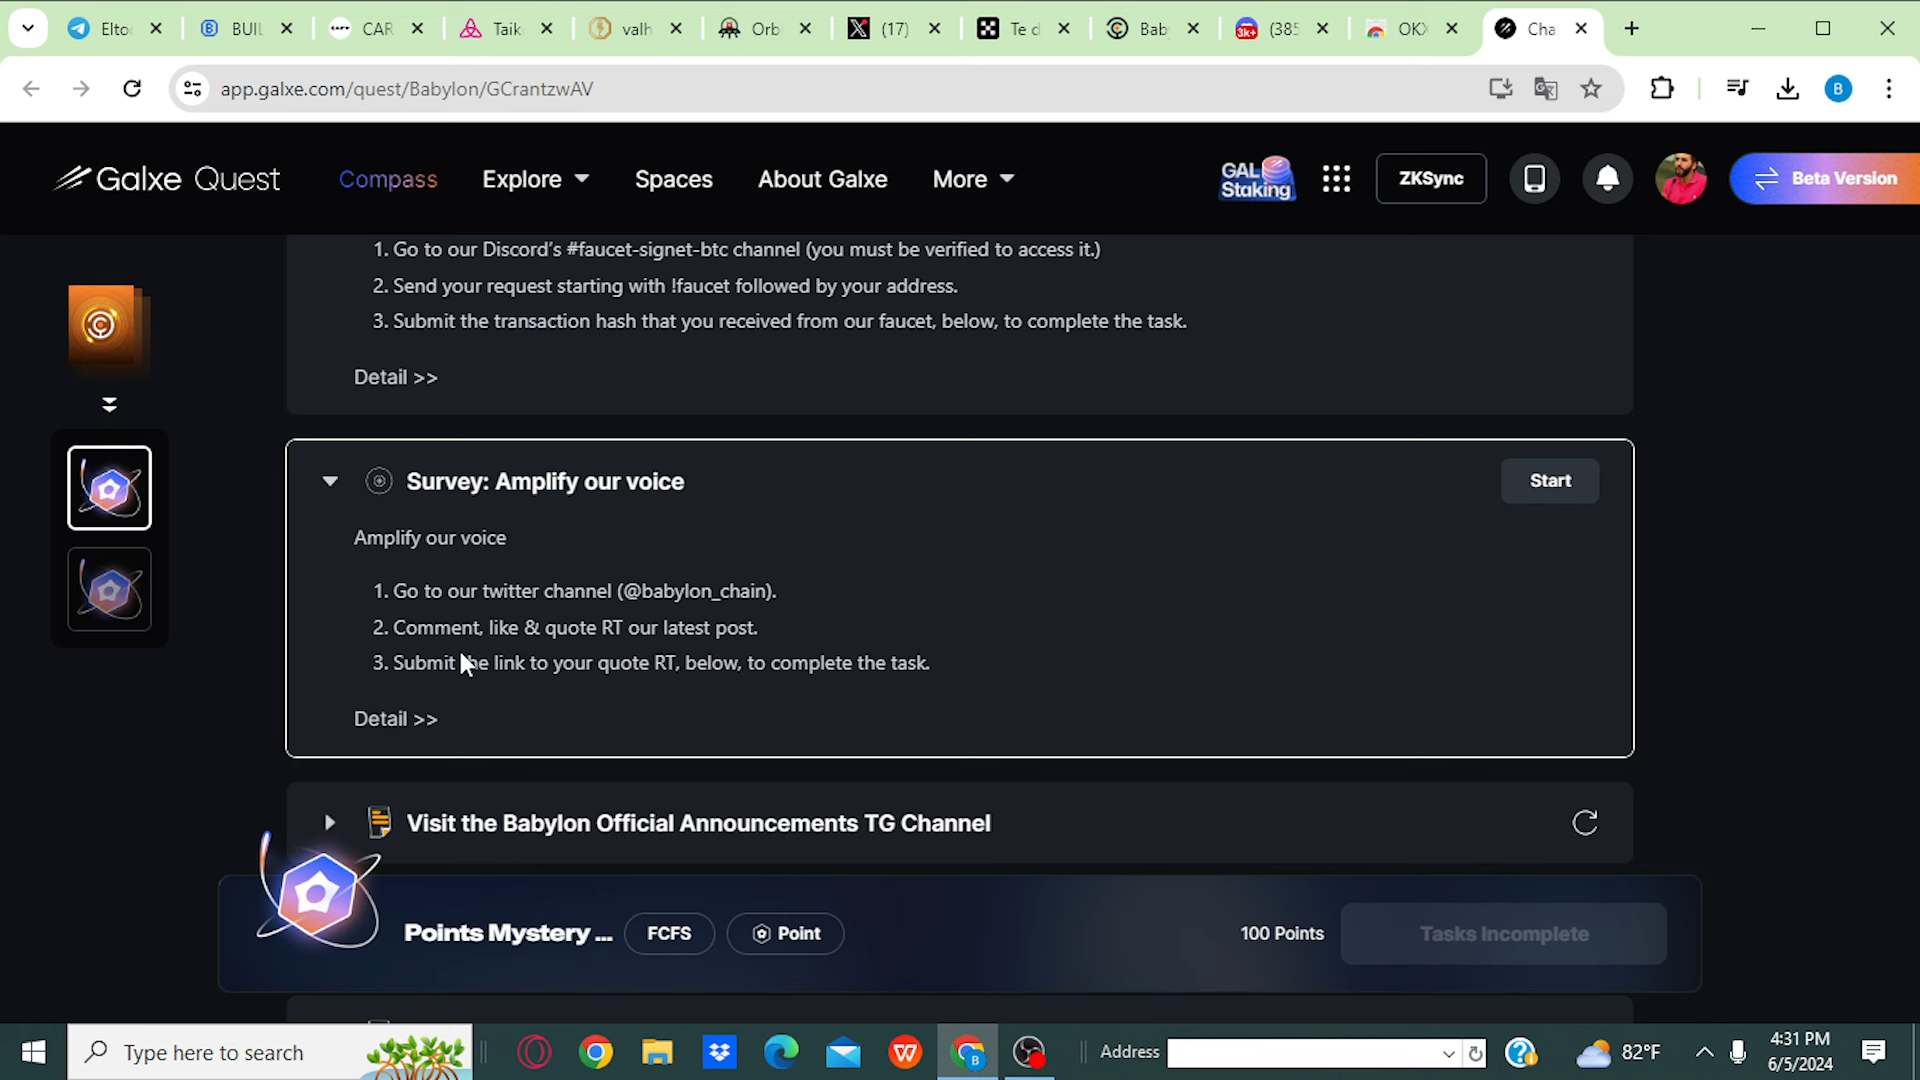 Elto
BUIL
CAR
Taik
valh
Orb
(17)
Te d
Bab
3k+
(385
OKX
Cha
app.galxe.com/quest/Babylon/GCrantzwAV
B
Galxe Quest
Compass
Explore
Spaces
About Galxe
More
GAL Staking
ZKSync
Beta Version
1. Go to our Discord's #faucet-signet-btc channel (you must be verified to access it.)
2. Send your request starting with !faucet followed by your address.
3. Submit the transaction hash that you received from our faucet, below, to complete the task.
Detail >>
Survey: Amplify our voice
Start
Amplify our voice
1. Go to our twitter channel (@babylon_chain).
2. Comment, like & quote RT our latest post.
3. Submit the link to your quote RT, below, to complete the task.
Detail >>
Visit the Babylon Official Announcements TG Channel
Points Mystery ...
FCFS
Point
100 Points
Tasks Incomplete
Type here to search
Address
82°F
4:31 PM
6/5/2024